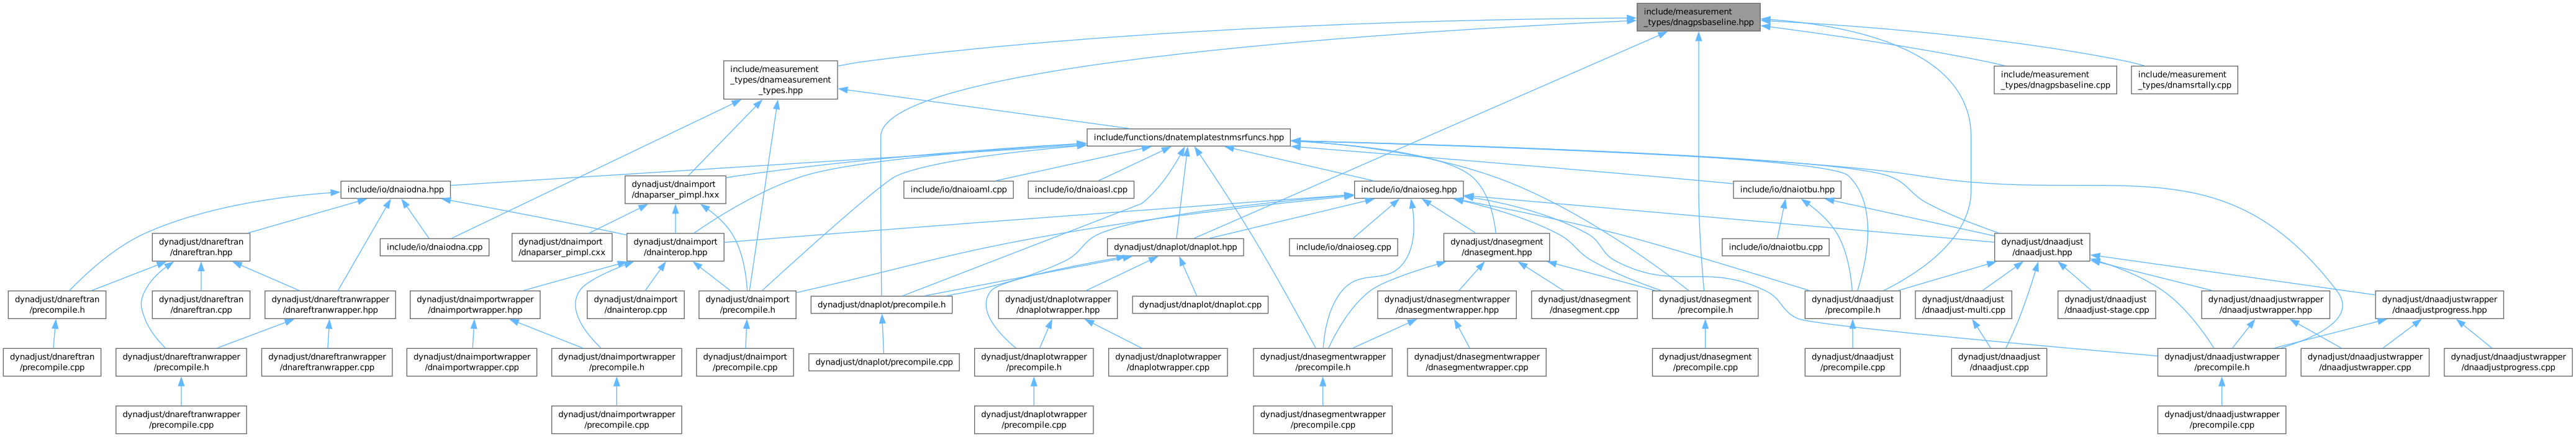 include/measurement
_types/dnagpsbaseline.hpp
include/measurement
_types/dnameasurement
_types.hpp
include/measurement
_types/dnagpsbaseline.cpp
include/measurement
_types/dnamsrtally.cpp
include/functions/dnatemplatestnmsrfuncs.hpp
include/io/dnaiodna.hpp
dynadjust/dnaimport
/dnaparser_pimpl.hxx
include/io/dnaioaml.cpp
include/io/dnaioasl.cpp
include/io/dnaioseg.hpp
include/io/dnaiotbu.hpp
dynadjust/dnareftran
/dnareftran.hpp
include/io/dnaiodna.cpp
dynadjust/dnaimport
/dnaparser_pimpl.cxx
dynadjust/dnaimport
/dnainterop.hpp
dynadjust/dnaplot/dnaplot.hpp
include/io/dnaioseg.cpp
dynadjust/dnasegment
/dnasegment.hpp
include/io/dnaiotbu.cpp
dynadjust/dnaadjust
/dnaadjust.hpp
dynadjust/dnareftran
/precompile.h
dynadjust/dnareftran
/dnareftran.cpp
dynadjust/dnareftranwrapper
/dnareftranwrapper.hpp
dynadjust/dnaimportwrapper
/dnaimportwrapper.hpp
dynadjust/dnaimport
/dnainterop.cpp
dynadjust/dnaimport
/precompile.h
dynadjust/dnaplot/precompile.h
dynadjust/dnaplotwrapper
/dnaplotwrapper.hpp
dynadjust/dnaplot/dnaplot.cpp
dynadjust/dnasegmentwrapper
/dnasegmentwrapper.hpp
dynadjust/dnasegment
/dnasegment.cpp
dynadjust/dnasegment
/precompile.h
dynadjust/dnaadjust
/precompile.h
dynadjust/dnaadjust
/dnaadjust-multi.cpp
dynadjust/dnaadjust
/dnaadjust-stage.cpp
dynadjust/dnaadjustwrapper
/dnaadjustwrapper.hpp
dynadjust/dnaadjustwrapper
/dnaadjustprogress.hpp
dynadjust/dnareftran
/precompile.cpp
dynadjust/dnareftranwrapper
/precompile.h
dynadjust/dnareftranwrapper
/dnareftranwrapper.cpp
dynadjust/dnaimportwrapper
/dnaimportwrapper.cpp
dynadjust/dnaimportwrapper
/precompile.h
dynadjust/dnaimport
/precompile.cpp
dynadjust/dnaplot/precompile.cpp
dynadjust/dnaplotwrapper
/precompile.h
dynadjust/dnaplotwrapper
/dnaplotwrapper.cpp
dynadjust/dnasegmentwrapper
/precompile.h
dynadjust/dnasegmentwrapper
/dnasegmentwrapper.cpp
dynadjust/dnasegment
/precompile.cpp
dynadjust/dnaadjust
/precompile.cpp
dynadjust/dnaadjust
/dnaadjust.cpp
dynadjust/dnaadjustwrapper
/precompile.h
dynadjust/dnaadjustwrapper
/dnaadjustwrapper.cpp
dynadjust/dnaadjustwrapper
/dnaadjustprogress.cpp
dynadjust/dnareftranwrapper
/precompile.cpp
dynadjust/dnaimportwrapper
/precompile.cpp
dynadjust/dnaplotwrapper
/precompile.cpp
dynadjust/dnasegmentwrapper
/precompile.cpp
dynadjust/dnaadjustwrapper
/precompile.cpp